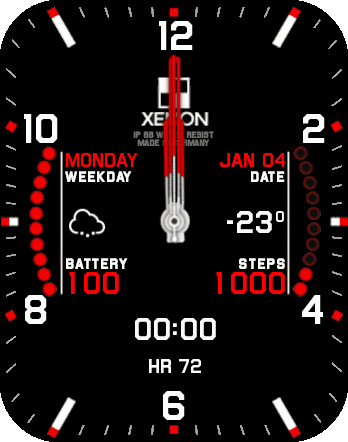 12
10
2
XENON
IP 68 WATER RESIST
MADE IN GERMANY
MONDAY
WEEKDAY
JAN 04
DATE
-23°
BATTERY
100
STEPS
1000
8
4
00:00
HR 72
6